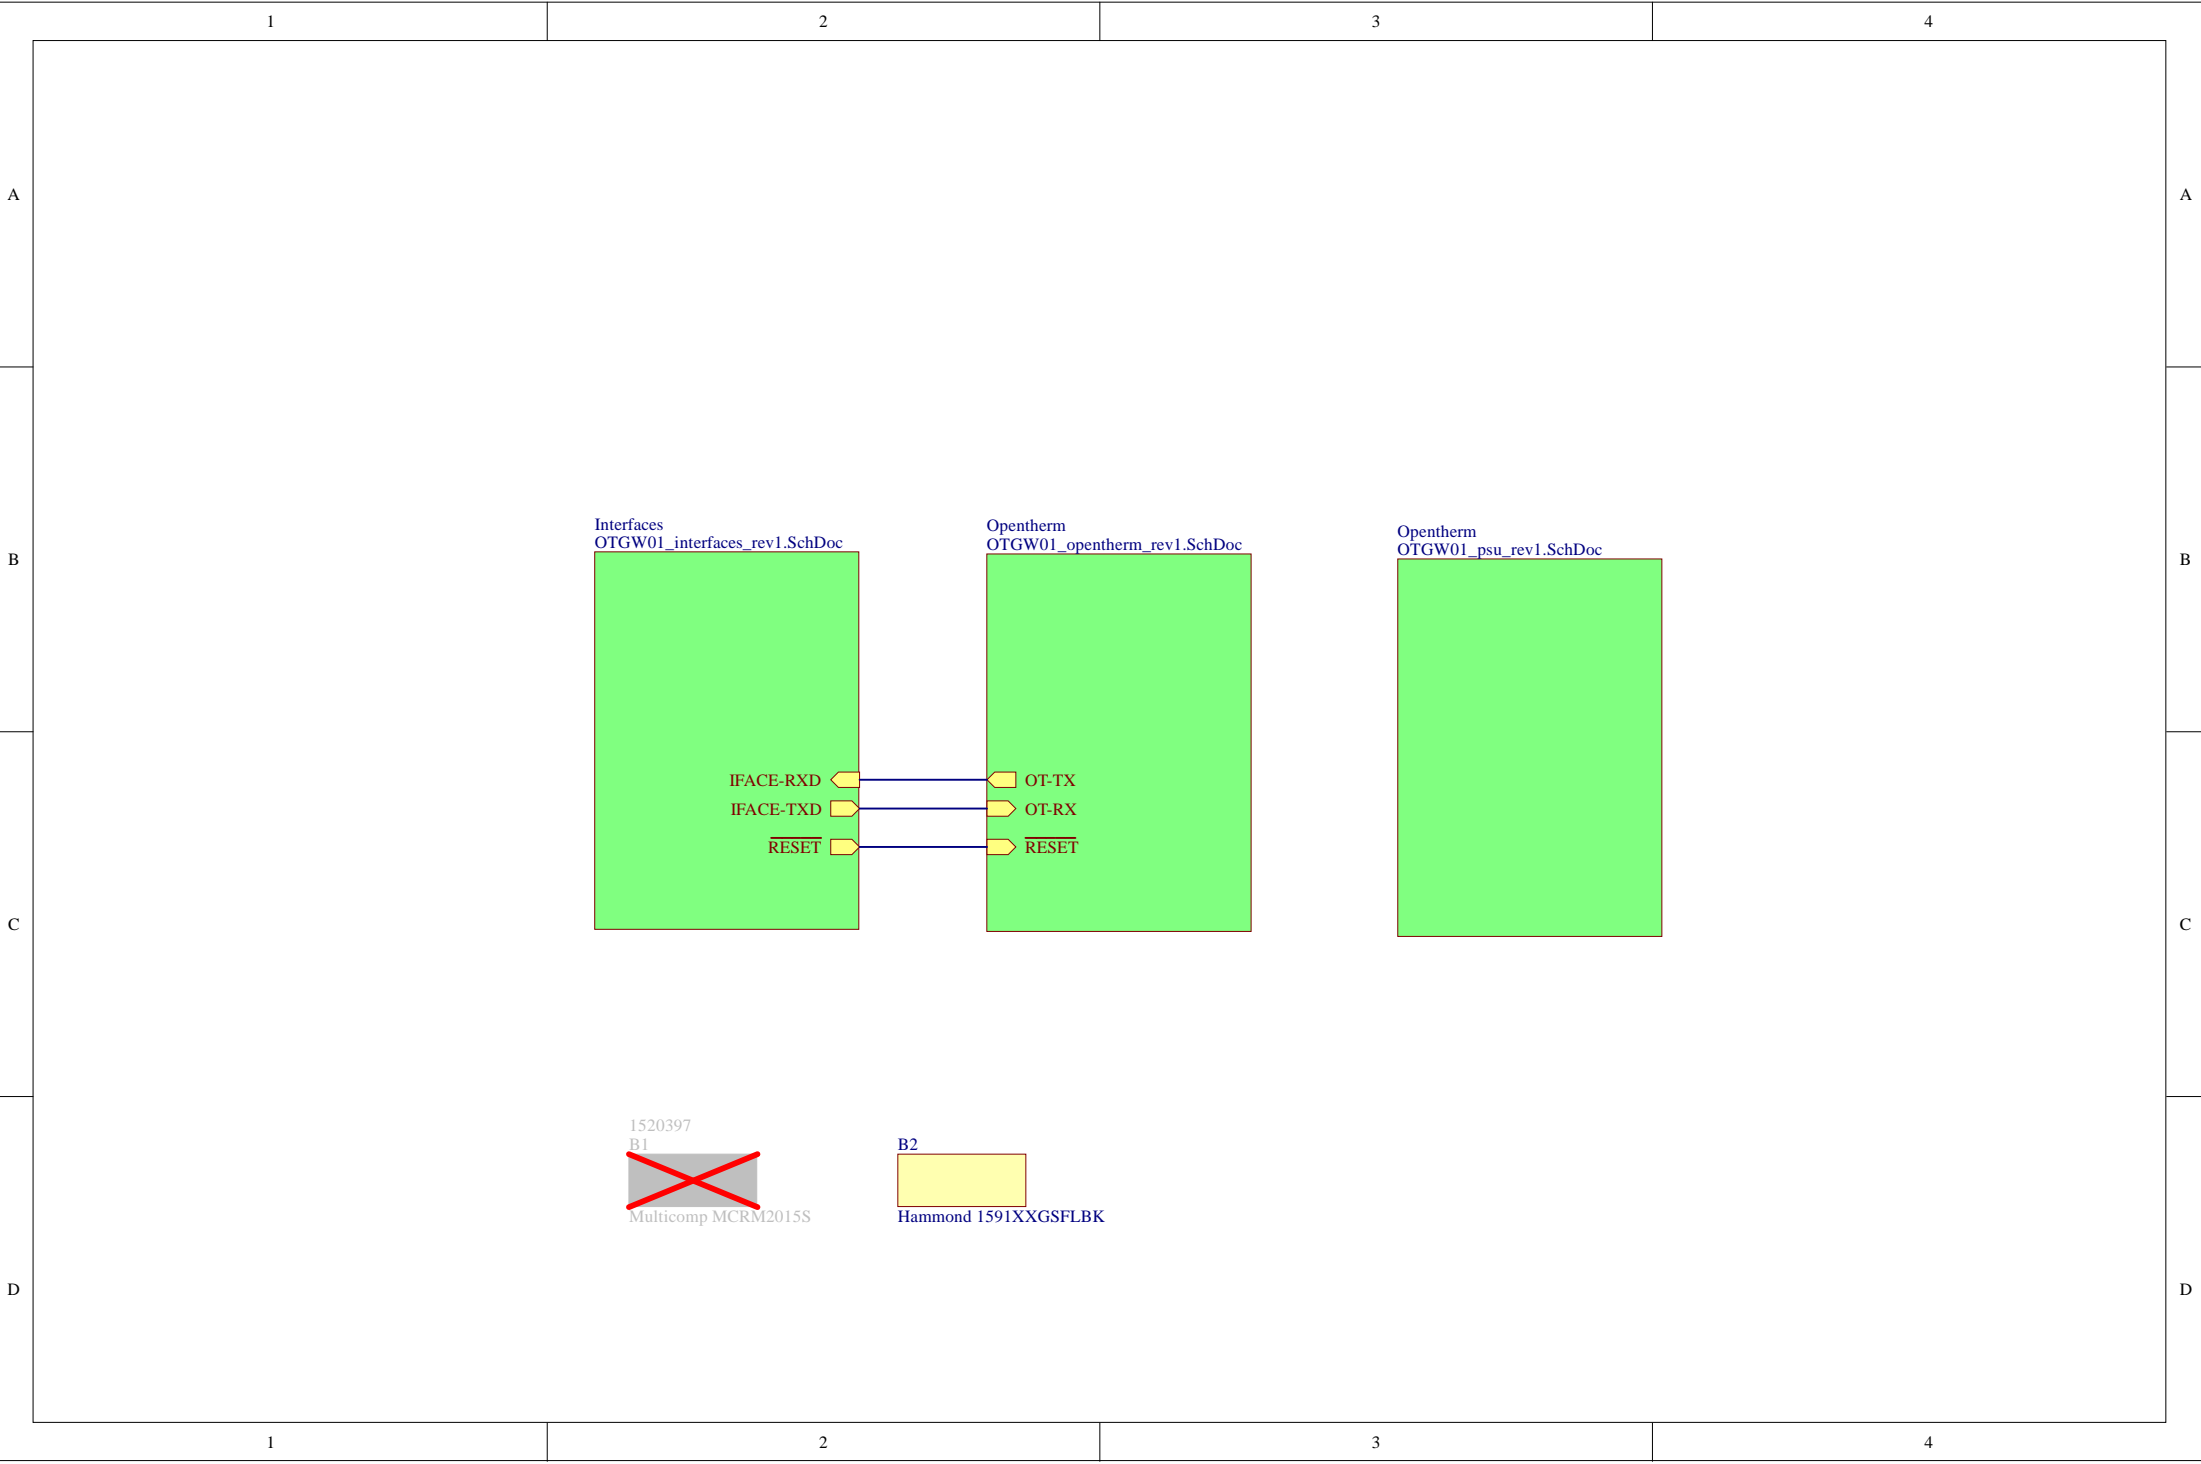 1 2 3 4
A A
B B
Interfaces
OTGW01_interfaces_rev1.SchDoc
Opentherm
OTGW01_opentherm_rev1.SchDoc
Opentherm
OTGW01_psu_rev1.SchDoc
IFACE-RXD OT-TX
IFACE-TXD OT-RX
RESET RESET
C C
1520397
B1
Multicomp MCRM2015S
B2
Hammond 1591XXGSFLBK
D D
1 2 3 4